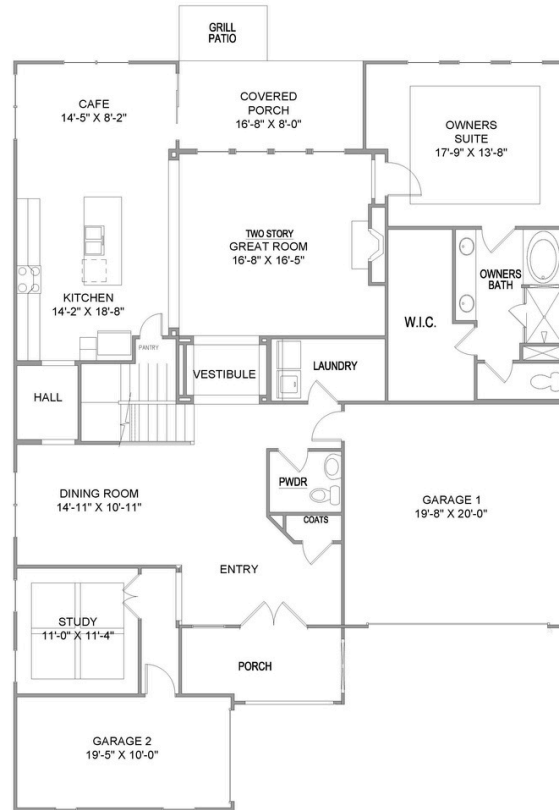 GRILL
PATIO
CAFE
14'-5" X 8'-2"
COVERED
PORCH
16'-8" X 8'-0"
OWNERS
SUITE
17'-9" X 13'-8"
TWO STORY
GREAT ROOM
16'-8" X 16'-5"
OWNERS
BATH
KITCHEN
14'-2" X 18'-8"
W.I.C.
PANTRY
VESTIBULE
LAUNDRY
HALL
PWDR
DINING ROOM
14'-11" X 10'-11"
GARAGE 1
19'-8" X 20'-0"
COATS
ENTRY
STUDY
11'-0" X 11'-4"
PORCH
GARAGE 2
19'-5" X 10'-0"